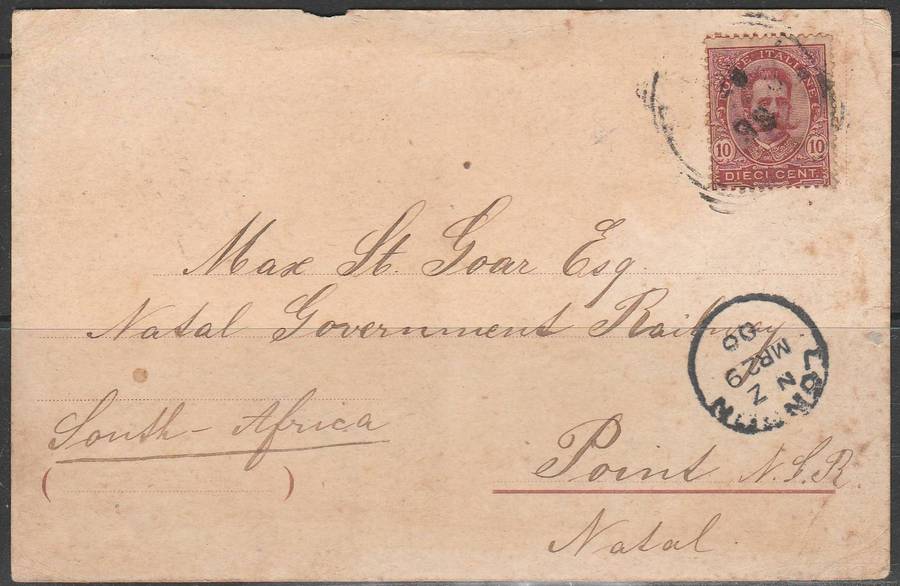 POSTE ITALIANE
10 10
DIECI CENT.
Max St. Goar Esq.
Natal Government Railway
LONDON
N Z
MR 29
00
South-Africa
( )
Point N.G.R.
Natal